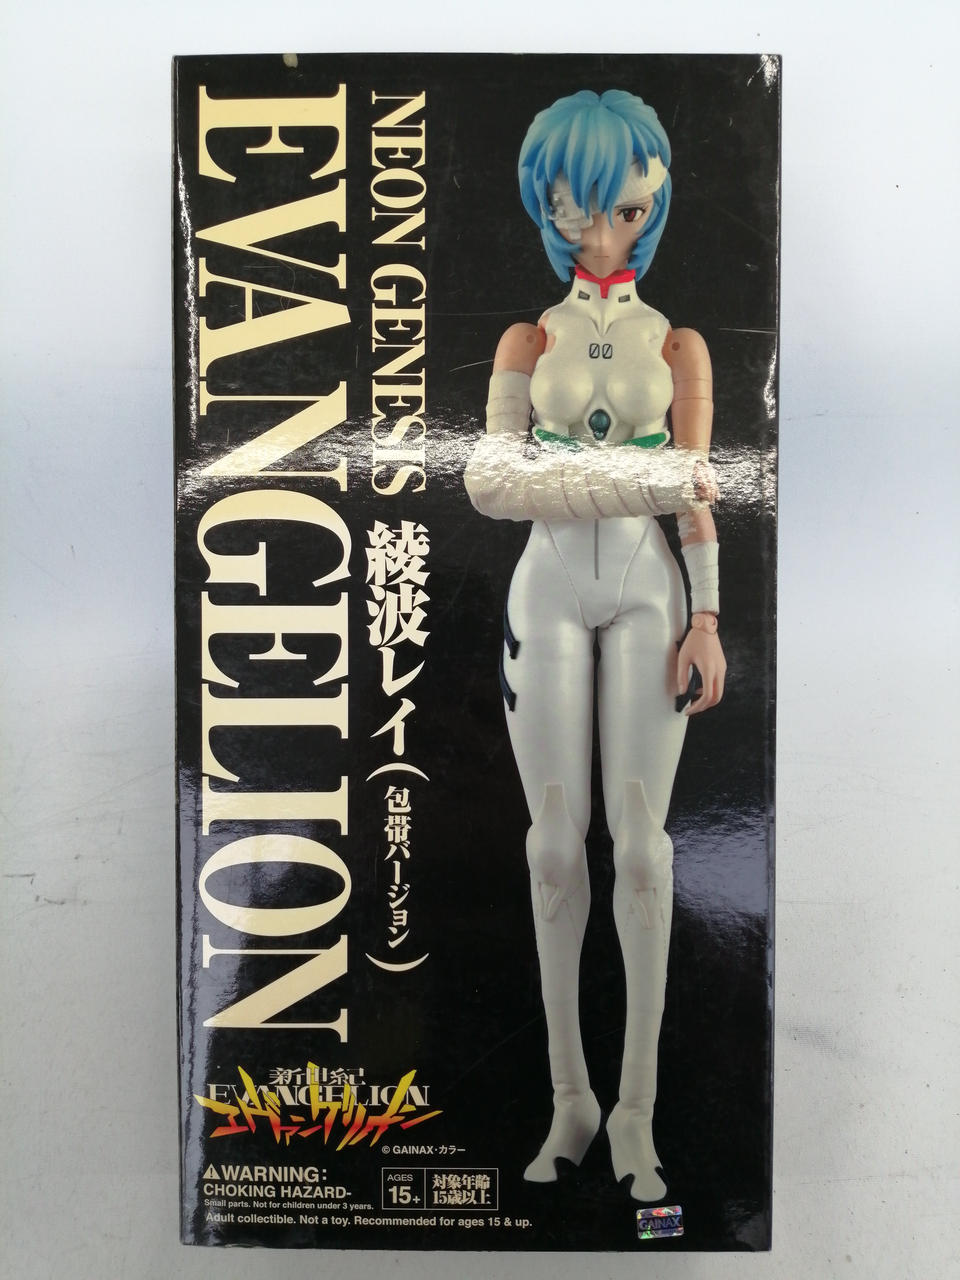 NEON GENESIS
EVANGELION
綾波レイ(包帯バージョン)
00
新世紀
EVANGELION
エヴァンゲリオン
© GAINAX・カラー
⚠WARNING:
CHOKING HAZARD-
Small parts. Not for children under 3 years.
AGES
15+
対象年齢
15歳以上
Adult collectible. Not a toy. Recommended for ages 15 & up.
GAINAX